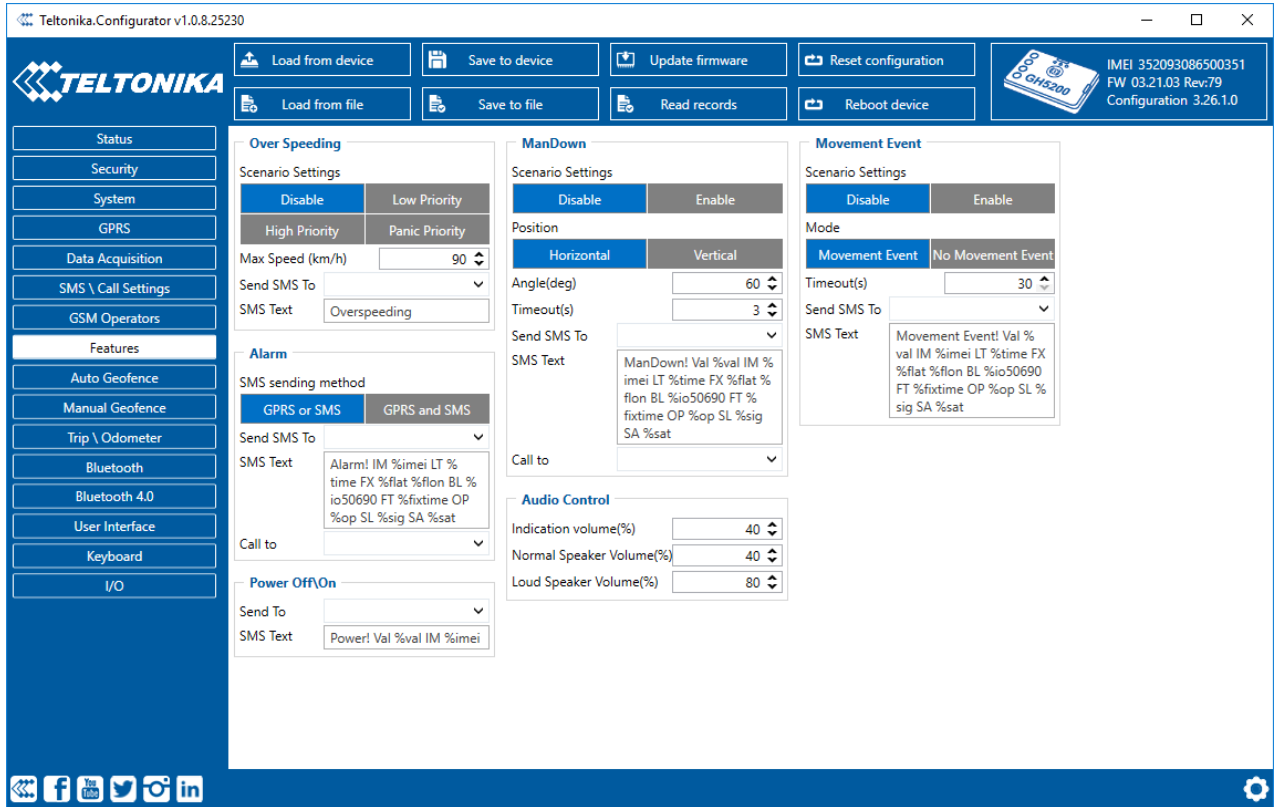 Teltonika.Configurator v1.0.8.25230
TELTONIKA
Load from device
Save to device
Update firmware
Reset configuration
Load from file
Save to file
Read records
Reboot device
GH5200
IMEI 352093086500351
FW 03.21.03 Rev:79
Configuration 3.26.1.0
Status
Security
System
GPRS
Data Acquisition
SMS \ Call Settings
GSM Operators
Features
Auto Geofence
Manual Geofence
Trip \ Odometer
Bluetooth
Bluetooth 4.0
User Interface
Keyboard
I/O
Over Speeding
Scenario Settings
Disable
Low Priority
High Priority
Panic Priority
Max Speed (km/h)
90
Send SMS To
SMS Text
Overspeeding
Alarm
SMS sending method
GPRS or SMS
GPRS and SMS
Send SMS To
SMS Text
Alarm! IM %imei LT %
time FX %flat %flon BL %
io50690 FT %fixtime OP
%op SL %sig SA %sat
Call to
Power Off\On
Send To
SMS Text
Power! Val %val IM %imei
ManDown
Scenario Settings
Disable
Enable
Position
Horizontal
Vertical
Angle(deg)
60
Timeout(s)
3
Send SMS To
SMS Text
ManDown! Val %val IM %
imei LT %time FX %flat %
flon BL %io50690 FT %
fixtime OP %op SL %sig
SA %sat
Call to
Audio Control
Indication volume(%)
40
Normal Speaker Volume(%)
40
Loud Speaker Volume(%)
80
Movement Event
Scenario Settings
Disable
Enable
Mode
Movement Event
No Movement Event
Timeout(s)
30
Send SMS To
SMS Text
Movement Event! Val %
val IM %imei LT %time FX
%flat %flon BL %io50690
FT %fixtime OP %op SL %
sig SA %sat
You
Tube